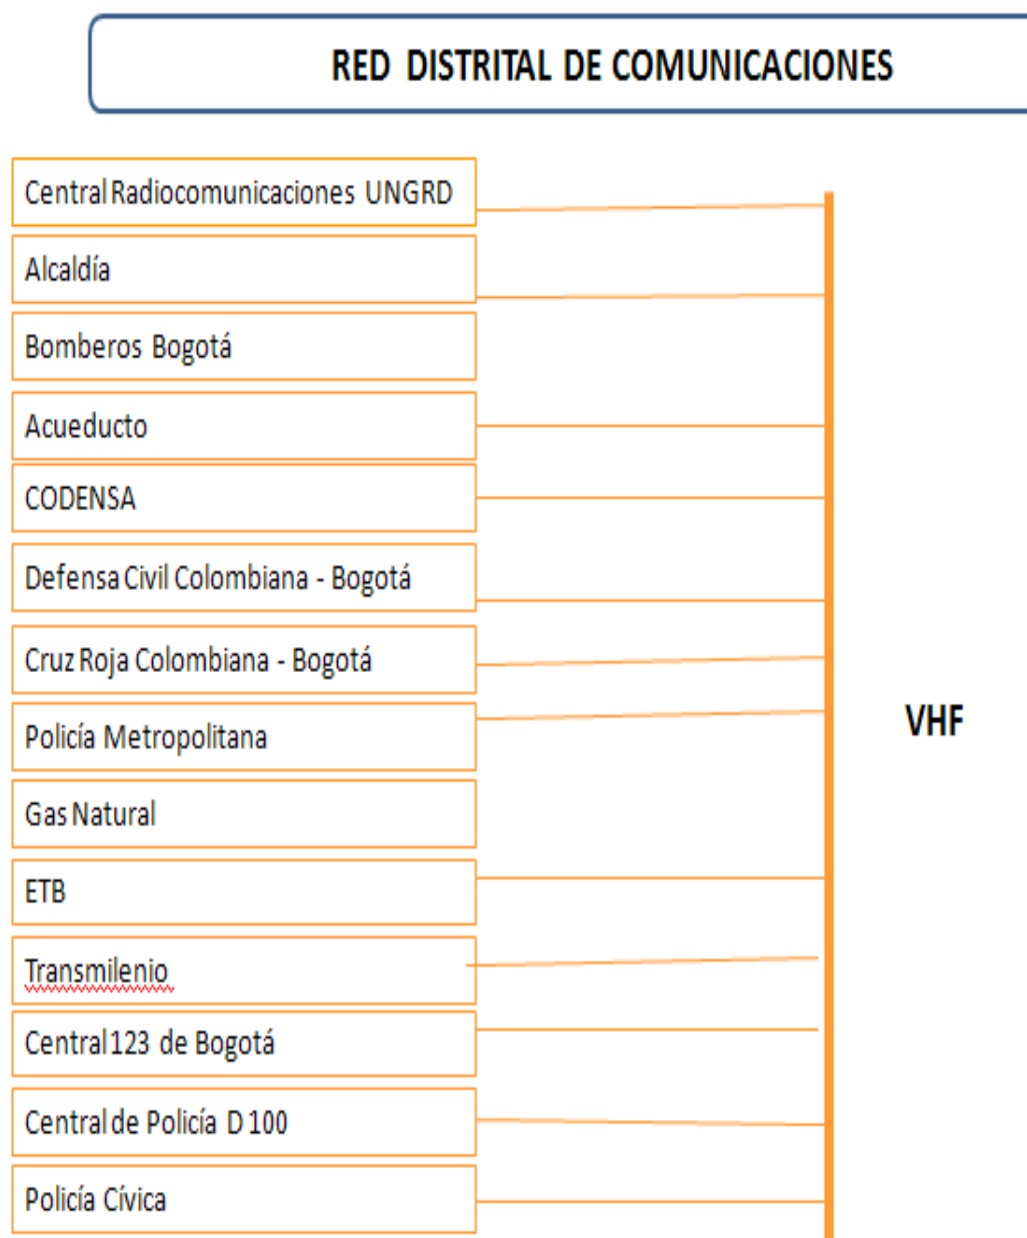 RED DISTRITAL DE COMUNICACIONES
Central Radiocomunicaciones UNGRD
Alcaldía
Bomberos Bogotá
Acueducto
CODENSA
Defensa Civil Colombiana - Bogotá
Cruz Roja Colombiana - Bogotá
Policía Metropolitana
VHF
Gas Natural
ETB
Transmilenio
Central 123 de Bogotá
Central de Policía D 100
Policía Cívica